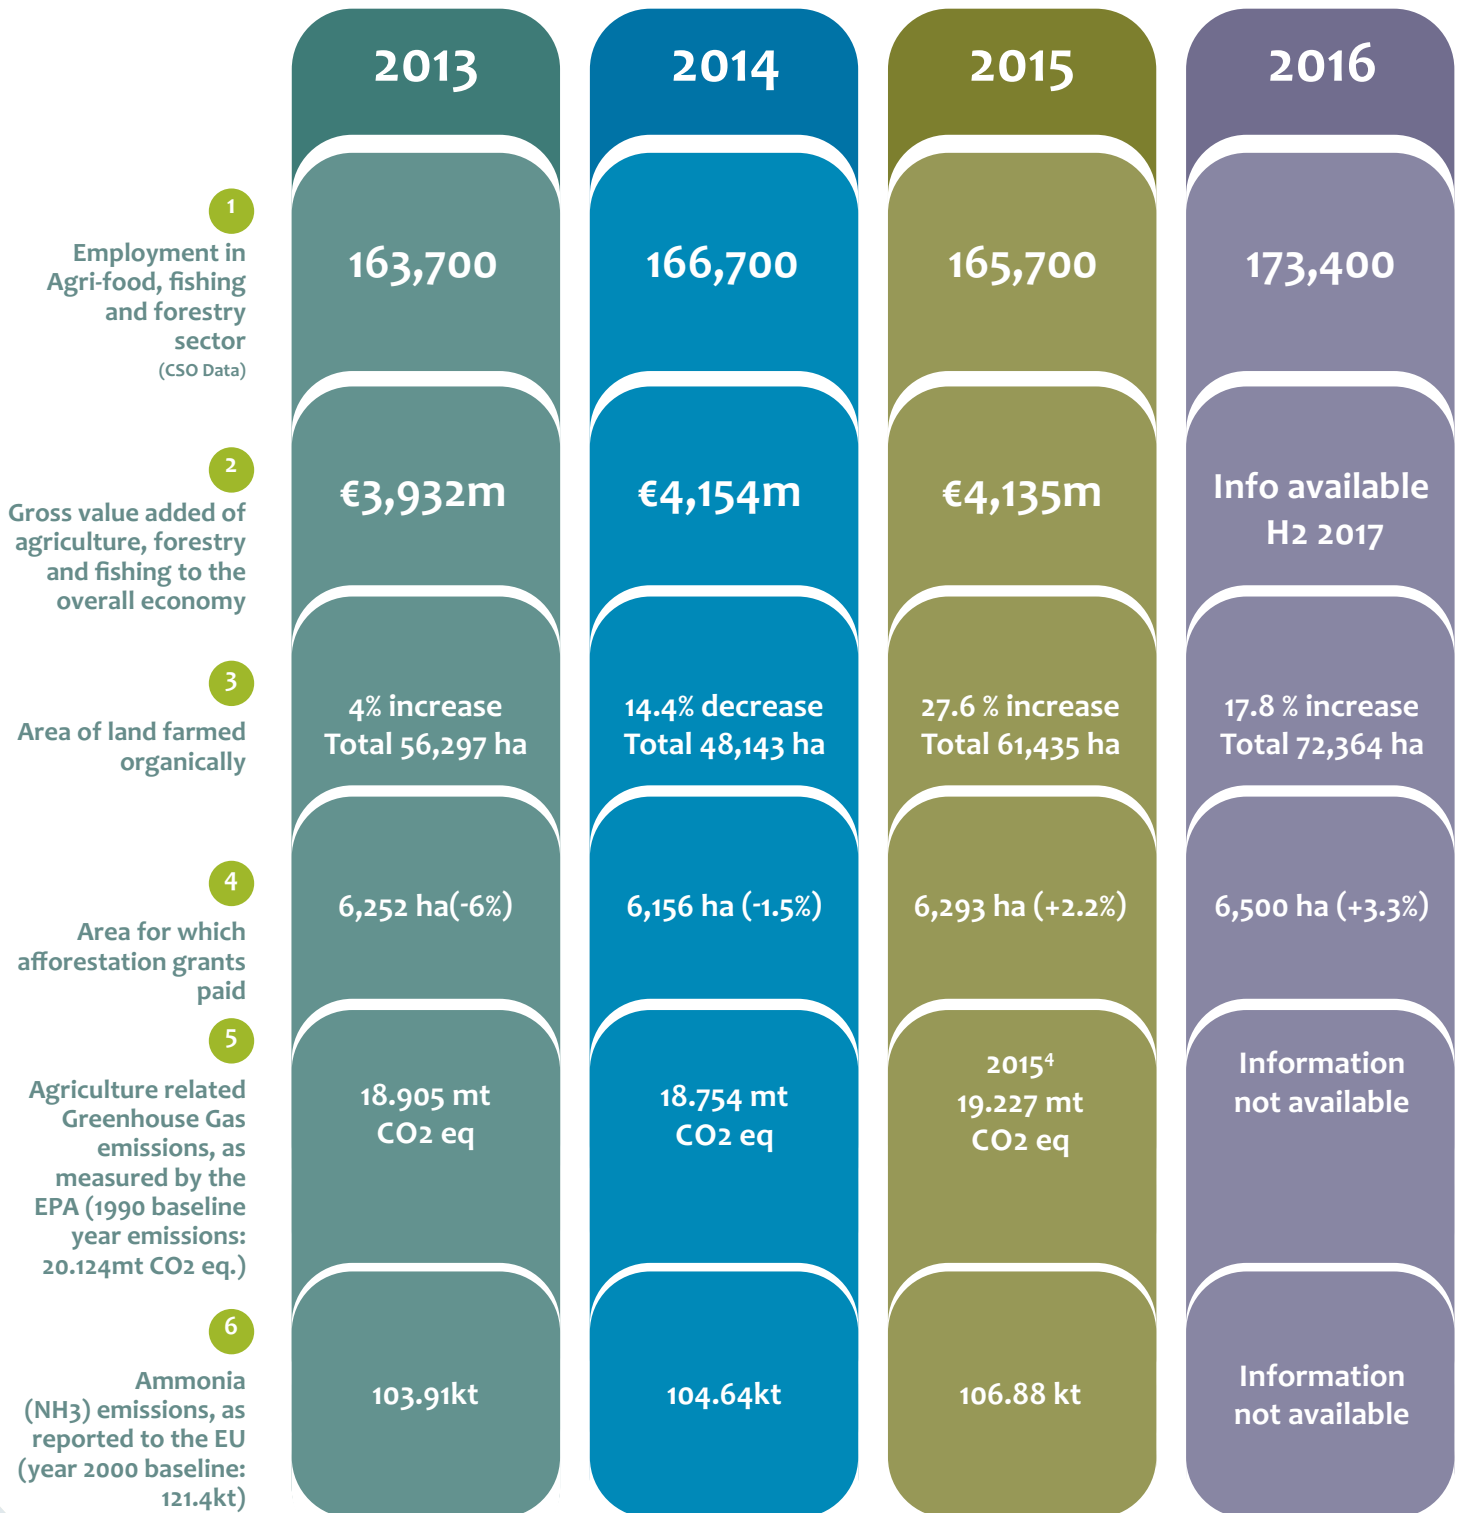 2013
2014
2015
2016
1
Employment in
Agri-food, fishing
and forestry
sector
(CSO Data)
163,700
166,700
165,700
173,400
2
Gross value added of
agriculture, forestry
and fishing to the
overall economy
€3,932m
€4,154m
€4,135m
Info available
H2 2017
3
Area of land farmed
organically
4% increase
Total 56,297 ha
14.4% decrease
Total 48,143 ha
27.6 % increase
Total 61,435 ha
17.8 % increase
Total 72,364 ha
4
Area for which
afforestation grants
paid
6,252 ha(-6%)
6,156 ha (-1.5%)
6,293 ha (+2.2%)
6,500 ha (+3.3%)
5
Agriculture related
Greenhouse Gas
emissions, as
measured by the
EPA (1990 baseline
year emissions:
20.124mt CO2 eq.)
18.905 mt
CO2 eq
18.754 mt
CO2 eq
2015⁴
19.227 mt
CO2 eq
Information
not available
6
Ammonia
(NH3) emissions, as
reported to the EU
(year 2000 baseline:
121.4kt)
103.91kt
104.64kt
106.88 kt
Information
not available